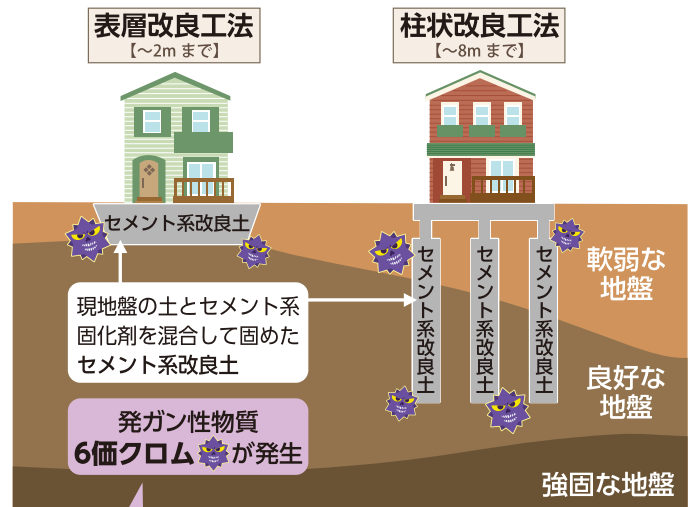 表層改良工法
【～2m まで】
柱状改良工法
【～8m まで】
セメント系改良土
セメント系改良土
セメント系改良土
セメント系改良土
軟弱な
地盤
現地盤の土とセメント系
固化剤を混合して固めた
セメント系改良土
良好な
地盤
発ガン性物質
6価クロム が発生
強固な地盤